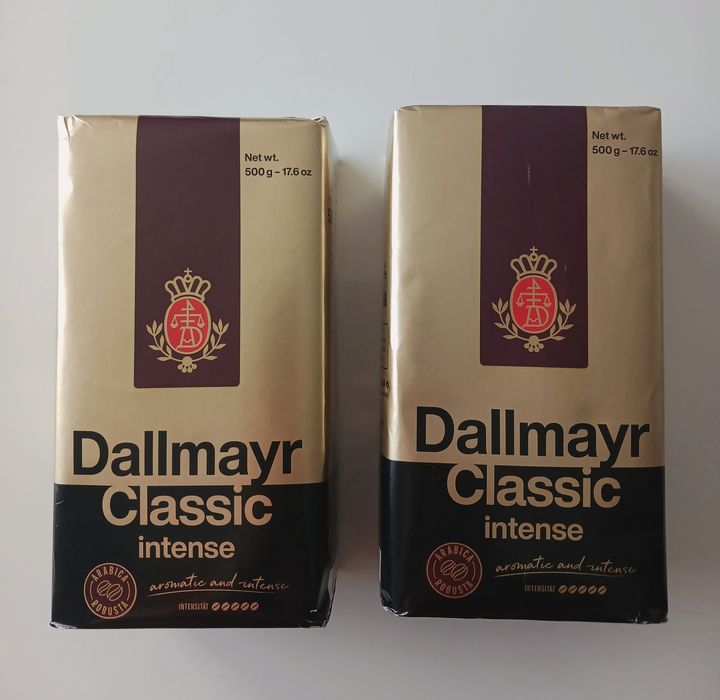 Net wt.
500 g – 17.6 oz
Dallmayr
Classic
intense
ARABICA
ROBUSTA
aromatic and intense
INTENSITÄT
Net wt.
500 g – 17.6 oz
Dallmayr
Classic
intense
ARABICA
ROBUSTA
aromatic and intense
INTENSITÄT